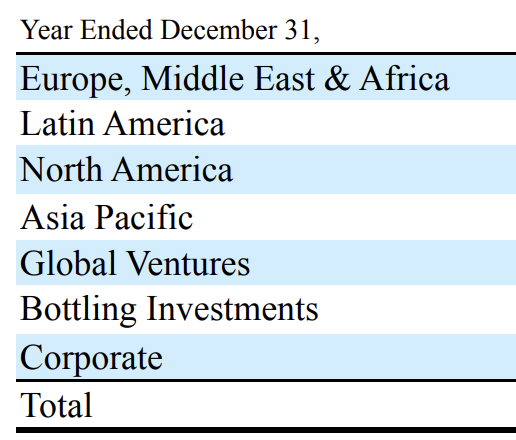 Year Ended December 31,
Europe, Middle East & Africa
Latin America
North America
Asia Pacific
Global Ventures
Bottling Investments
Corporate
Total